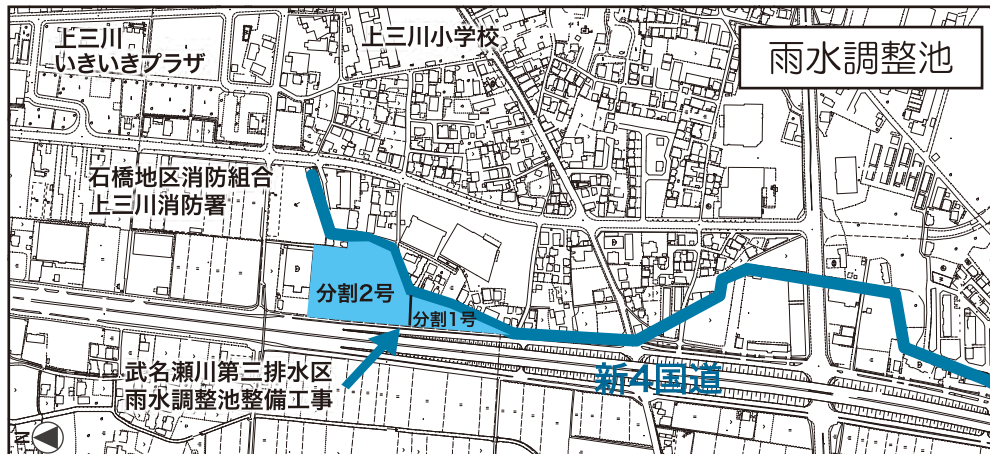 上三川
いきいきプラザ
上三川小学校
雨水調整池
石橋地区消防組合
上三川消防署
分割2号
分割1号
武名瀬川第三排水区
雨水調整池整備工事
新4国道
N